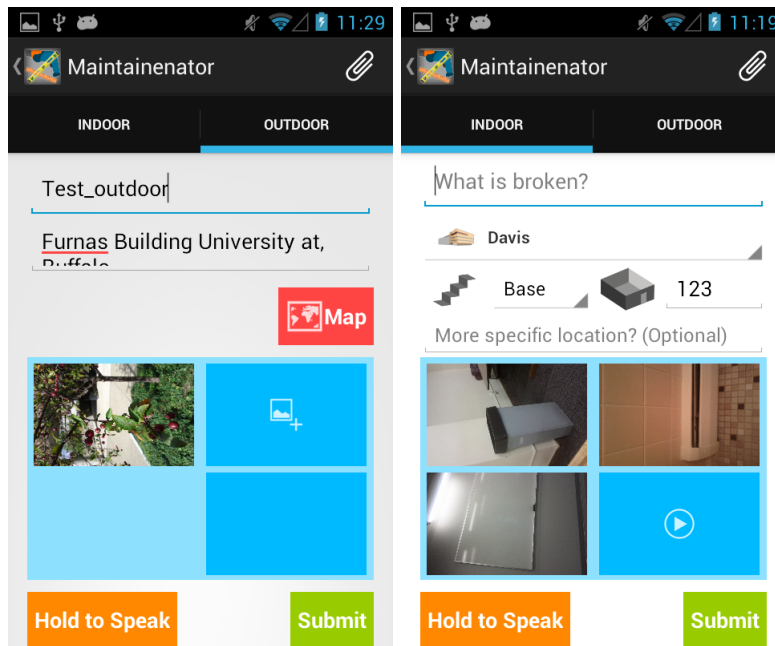 11:29
Maintainenator
INDOOR OUTDOOR
Test_outdoor
Furnas Building University at,
Buffalo
Map
Hold to Speak Submit
11:19
Maintainenator
INDOOR OUTDOOR
What is broken?
Davis
Base 123
More specific location? (Optional)
Hold to Speak Submit